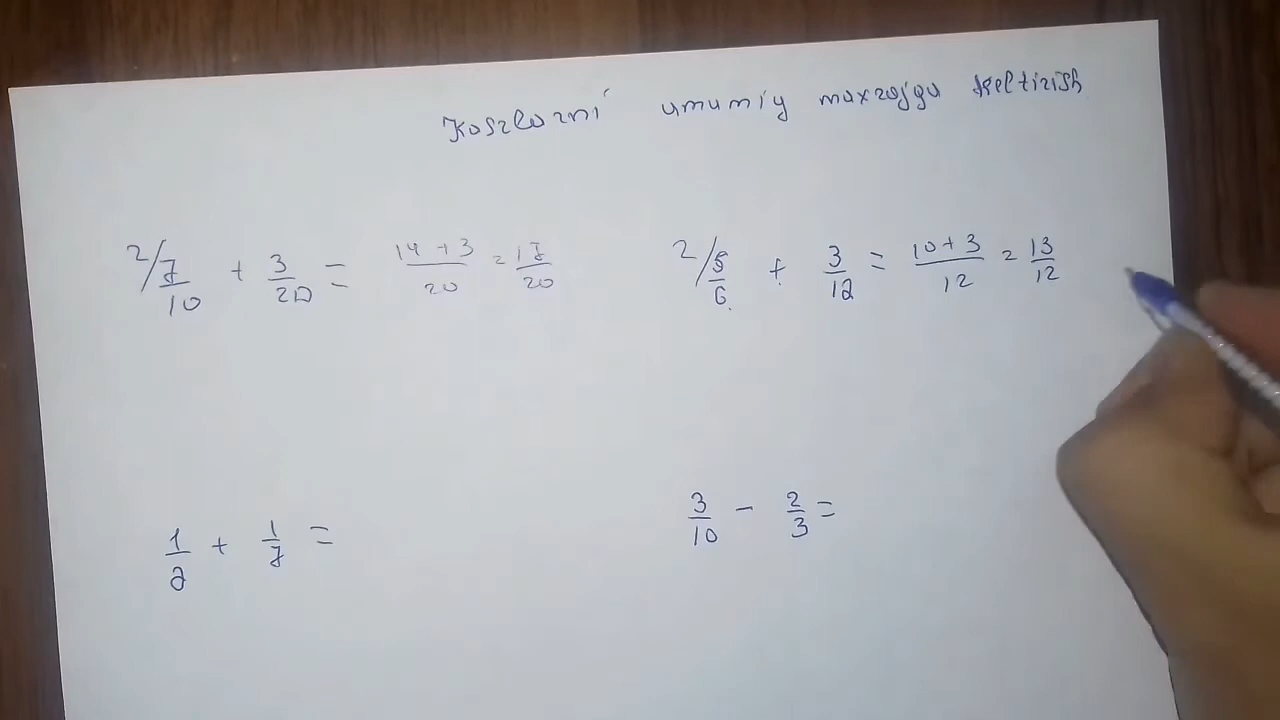 Kasrlarni umumiy maxrajga keltirish
2/ 7/10 + 3/20 = 14+3/20 = 17/20
2/ 5/6 + 3/12 = 10+3/12 = 13/12
1/2 + 1/7 =
3/10 - 2/3 =